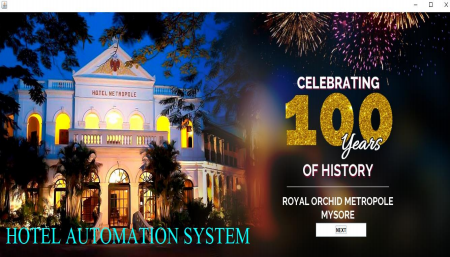 HOTEL METROPOLE
CELEBRATING
100
Years
OF HISTORY
ROYAL ORCHID METROPOLE
MYSORE
NEXT
HOTEL AUTOMATION SYSTEM